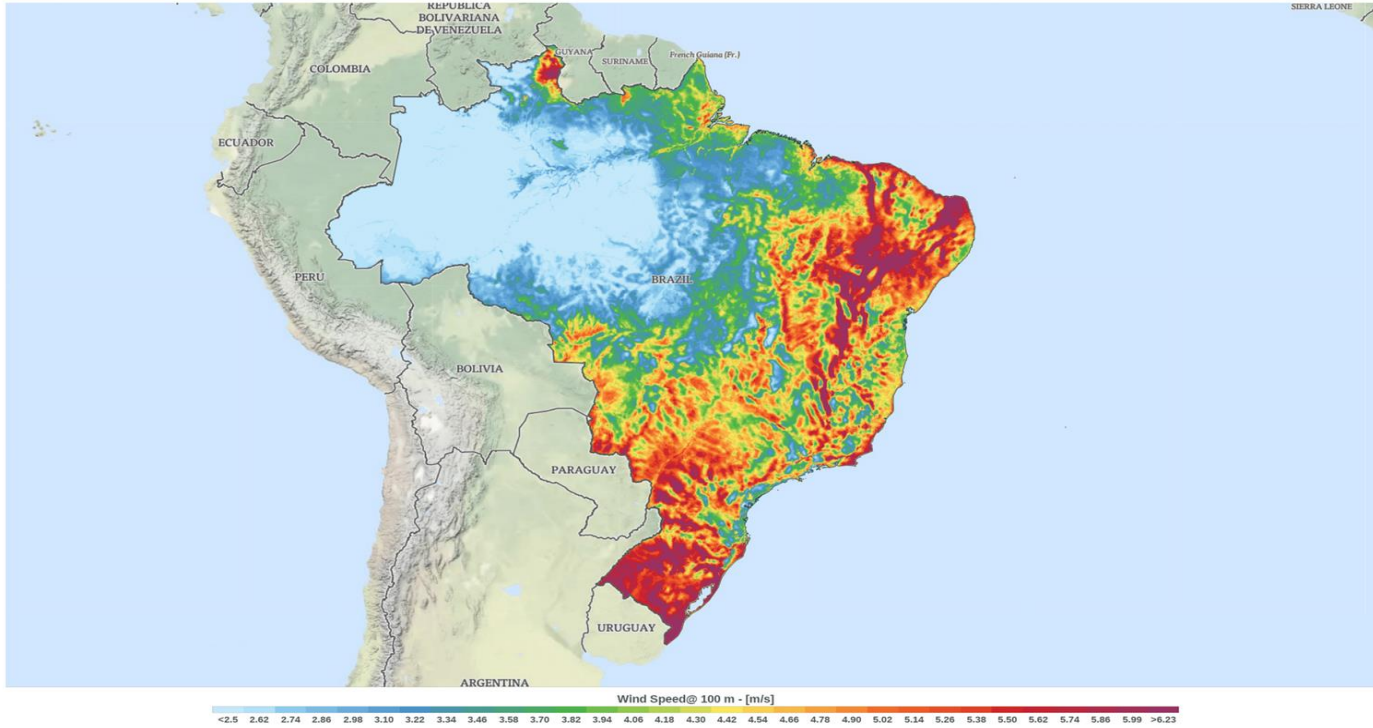 REPÚBLICA
BOLIVARIANA
DE VENEZUELA
SIERRA LEONE
GUYANA
SURINAME
French Guiana (Fr.)
COLOMBIA
ECUADOR
PERÚ
BRAZIL
BOLIVIA
PARAGUAY
URUGUAY
ARGENTINA
Wind Speed@ 100 m - [m/s]
<2.5 2.62 2.74 2.86 2.98 3.10 3.22 3.34 3.46 3.58 3.70 3.82 3.94 4.06 4.18 4.30 4.42 4.54 4.66 4.78 4.90 5.02 5.14 5.26 5.38 5.50 5.62 5.74 5.86 5.99 >6.23